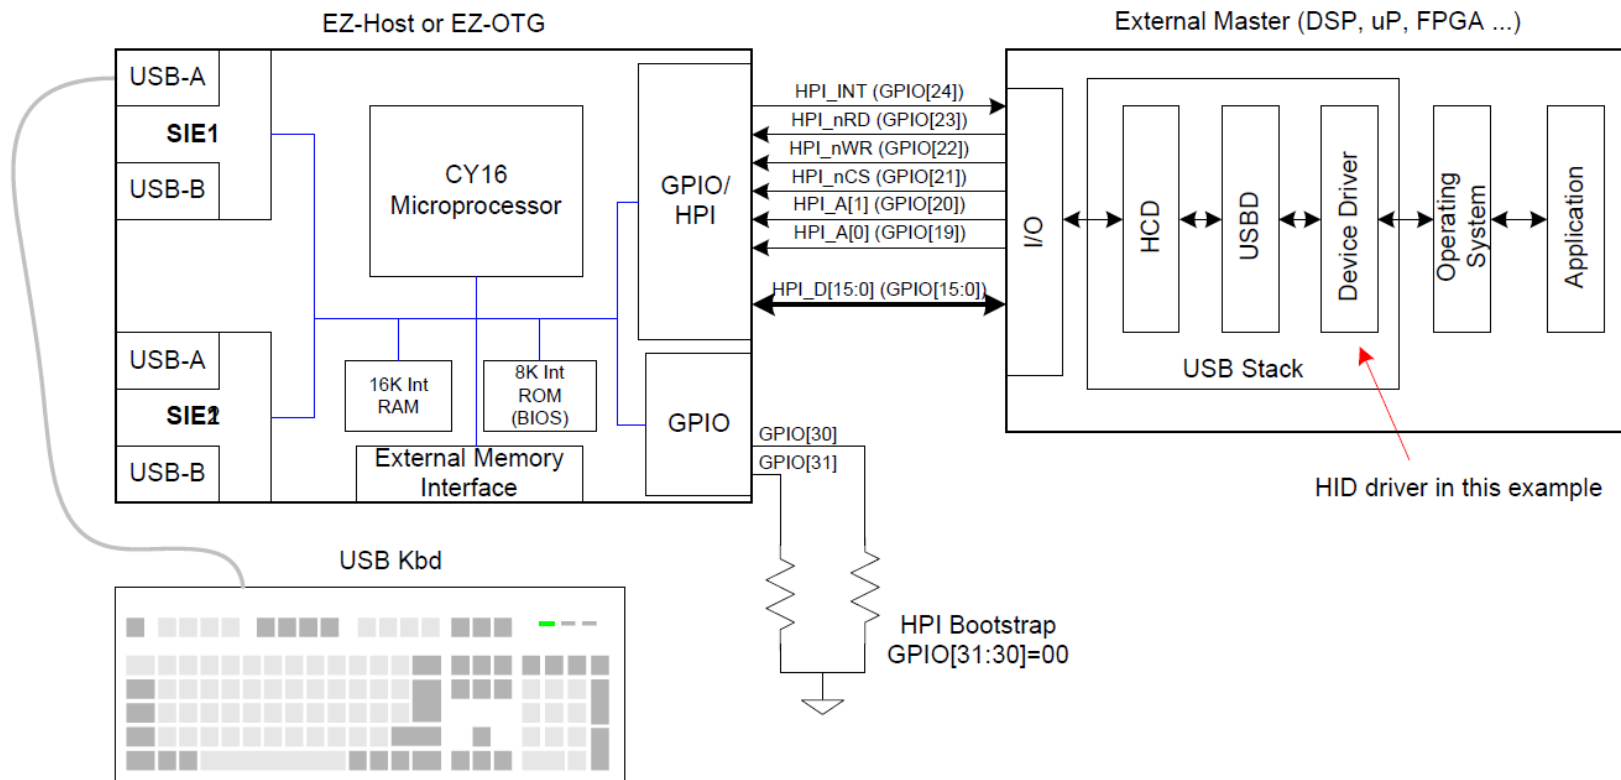 EZ-Host or EZ-OTG
External Master (DSP, uP, FPGA ...)
USB-A
SIE1
USB-B
CY16
Microprocessor
GPIO/
HPI
HPI_INT (GPIO[24])
HPI_nRD (GPIO[23])
HPI_nWR (GPIO[22])
HPI_nCS (GPIO[21])
HPI_A[1] (GPIO[20])
HPI_A[0] (GPIO[19])
HPI_D[15:0] (GPIO[15:0])
I/O
HCD
USBD
Device Driver
Operating
System
Application
USB Stack
USB-A
SIE2
USB-B
16K Int
RAM
8K Int
ROM
(BIOS)
GPIO
External Memory
Interface
GPIO[30]
GPIO[31]
HID driver in this example
USB Kbd
HPI Bootstrap
GPIO[31:30]=00